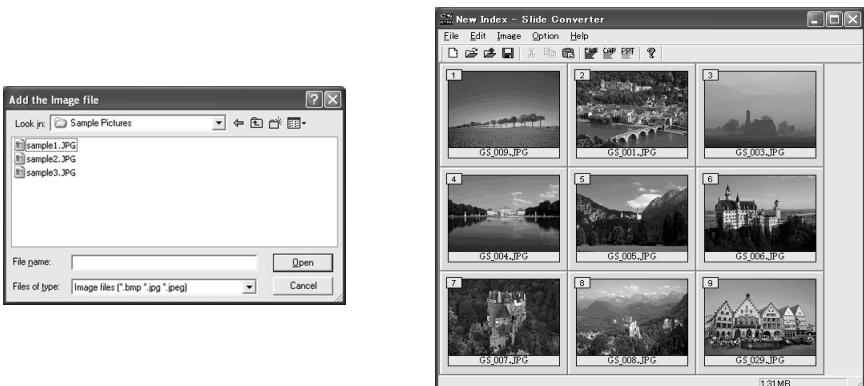 Add the Image file
Look in: Sample Pictures
sample1.JPG
sample2.JPG
sample3.JPG
File name:
Open
Files of type: Image files (*.bmp *.jpg *.jpeg)
Cancel
New Index - Slide Converter
File Edit Image Option Help
CAP PPT
1 2 3
GS_009.JPG GS_001.JPG GS_003.JPG
4 5 6
GS_004.JPG GS_005.JPG GS_006.JPG
7 8 9
GS_007.JPG GS_008.JPG GS_029.JPG
1.31MB